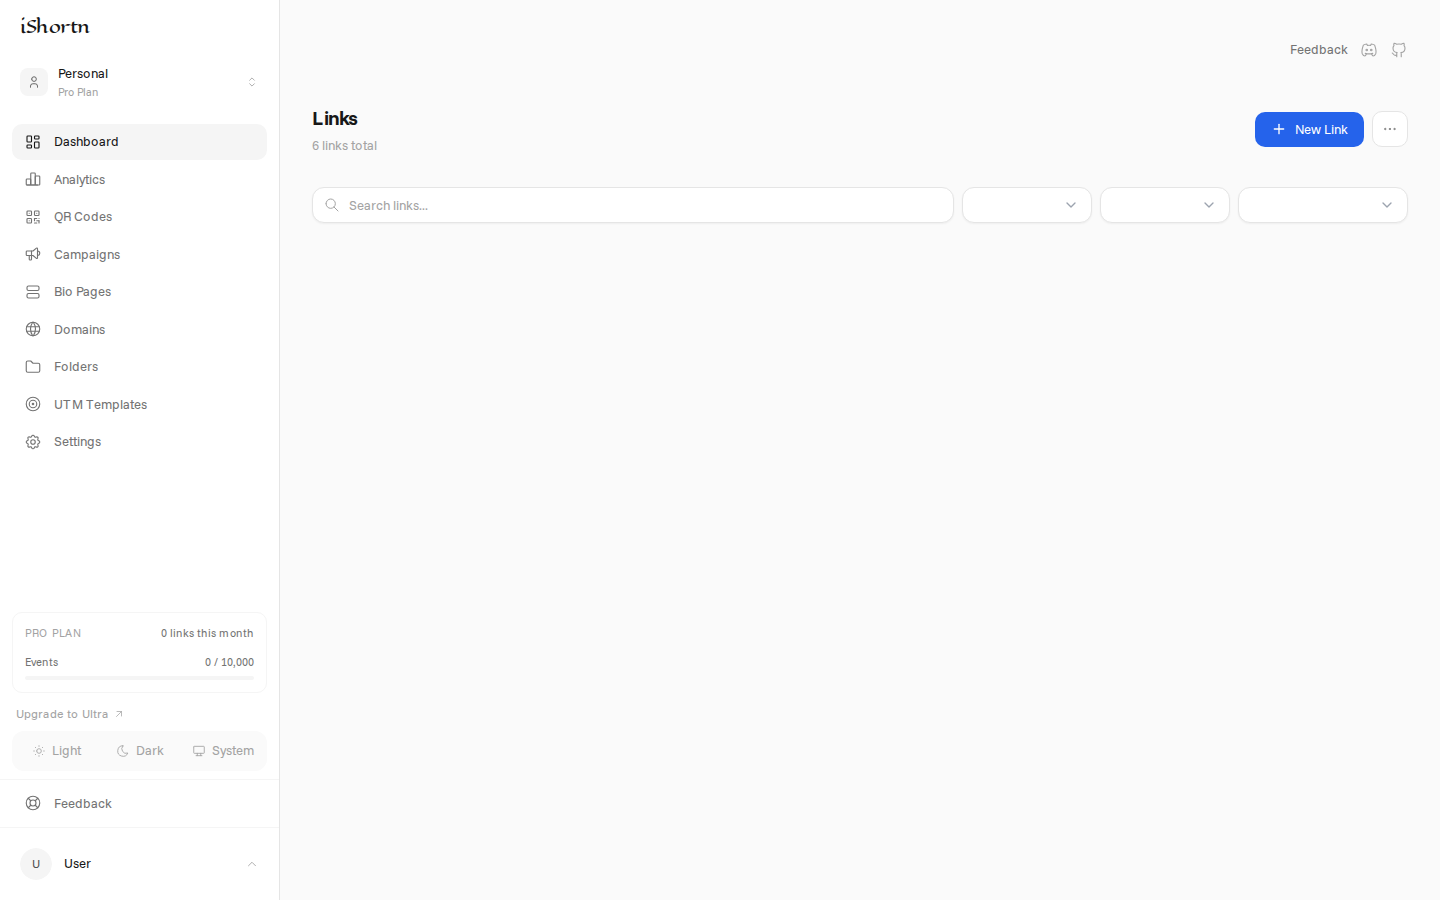 iShortn
Personal
Pro Plan
Dashboard
Analytics
QR Codes
Campaigns
Bio Pages
Domains
Folders
UTM Templates
Settings
PRO PLAN 0 links this month
Events 0 / 10,000
Upgrade to Ultra
Light Dark System
Feedback
U User
Feedback
Links
6 links total
New Link
Search links...